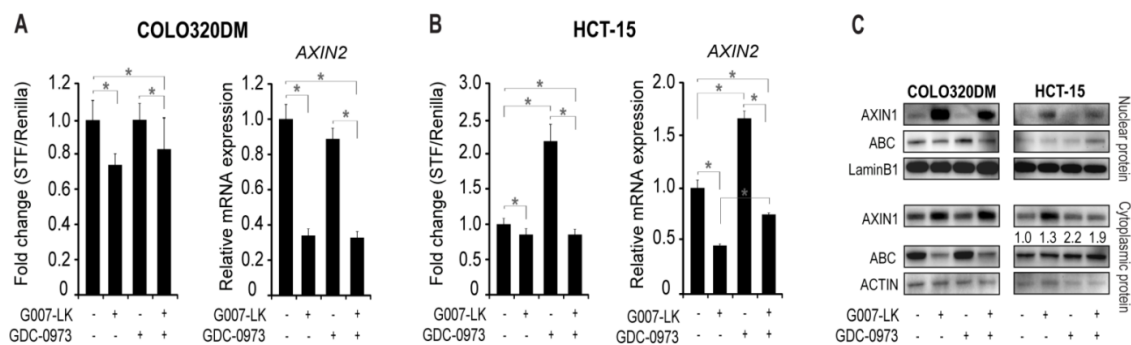 A
COLO320DM
Fold change (STF/Renilla)
1.2
1.0
0.8
0.6
0.4
0.2
0
* * * 
AXIN2
Relative mRNA expression
1.2
1.0
0.8
0.6
0.4
0.2
0
* * *
G007-LK - + - + - + - +
GDC-0973 - - + + - - + +
B
HCT-15
Fold change (STF/Renilla)
3.0
2.5
2.0
1.5
1.0
0.5
0
* * * *
AXIN2
Relative mRNA expression
2.0
1.5
1.0
0.5
0
* * * * *
G007-LK - + - + - + - +
GDC-0973 - - + + - - + +
C
COLO320DM HCT-15
AXIN1
ABC
LaminB1
Nuclear protein
AXIN1
1.0 1.3 2.2 1.9
ABC
ACTIN
Cytoplasmic protein
G007-LK - + - + - + - +
GDC-0973 - - + + - - + +